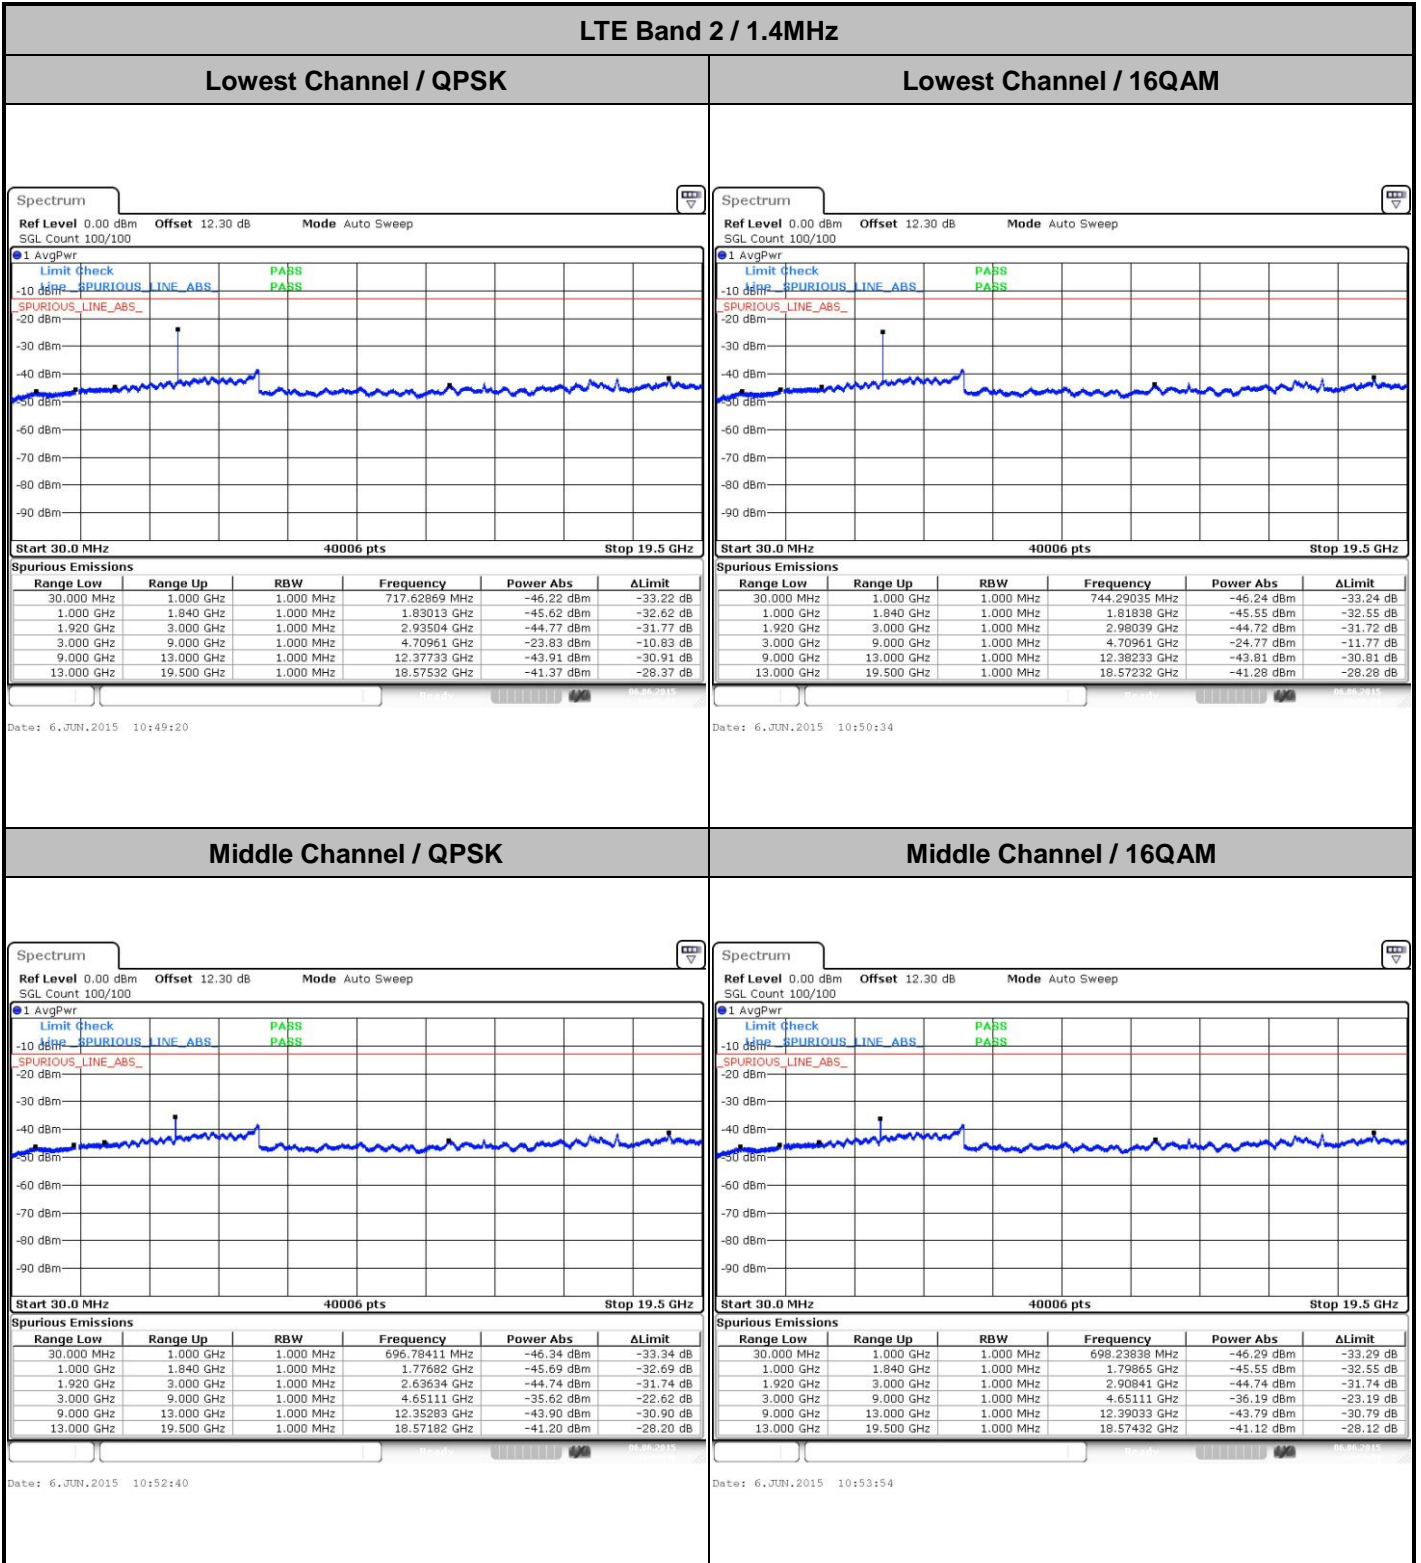 LTE Band 2 / 1.4MHz
Lowest Channel / QPSK
Lowest Channel / 16QAM
Spectrum
Ref Level 0.00 dBm Offset 12.30 dB Mode Auto Sweep
SGL Count 100/100
1 AvgPwr
Limit Check PASS
Line _SPURIOUS_LINE_ABS_ PASS
-10 dBm
_SPURIOUS_LINE_ABS_
-20 dBm
-30 dBm
-40 dBm
-50 dBm
-60 dBm
-70 dBm
-80 dBm
-90 dBm
Start 30.0 MHz 40006 pts Stop 19.5 GHz
Spurious Emissions
Range Low Range Up RBW Frequency Power Abs ΔLimit
30.000 MHz 1.000 GHz 1.000 MHz 717.62869 MHz -46.22 dBm -33.22 dB
1.000 GHz 1.840 GHz 1.000 MHz 1.83013 GHz -45.62 dBm -32.62 dB
1.920 GHz 3.000 GHz 1.000 MHz 2.93504 GHz -44.77 dBm -31.77 dB
3.000 GHz 9.000 GHz 1.000 MHz 4.70961 GHz -23.83 dBm -10.83 dB
9.000 GHz 13.000 GHz 1.000 MHz 12.37733 GHz -43.91 dBm -30.91 dB
13.000 GHz 19.500 GHz 1.000 MHz 18.57532 GHz -41.37 dBm -28.37 dB
Ready 06.06.2015
Date: 6.JUN.2015 10:49:20
Spectrum
Ref Level 0.00 dBm Offset 12.30 dB Mode Auto Sweep
SGL Count 100/100
1 AvgPwr
Limit Check PASS
Line _SPURIOUS_LINE_ABS_ PASS
-10 dBm
_SPURIOUS_LINE_ABS_
-20 dBm
-30 dBm
-40 dBm
-50 dBm
-60 dBm
-70 dBm
-80 dBm
-90 dBm
Start 30.0 MHz 40006 pts Stop 19.5 GHz
Spurious Emissions
Range Low Range Up RBW Frequency Power Abs ΔLimit
30.000 MHz 1.000 GHz 1.000 MHz 744.29035 MHz -46.24 dBm -33.24 dB
1.000 GHz 1.840 GHz 1.000 MHz 1.81838 GHz -45.55 dBm -32.55 dB
1.920 GHz 3.000 GHz 1.000 MHz 2.98039 GHz -44.72 dBm -31.72 dB
3.000 GHz 9.000 GHz 1.000 MHz 4.70961 GHz -24.77 dBm -11.77 dB
9.000 GHz 13.000 GHz 1.000 MHz 12.38233 GHz -43.81 dBm -30.81 dB
13.000 GHz 19.500 GHz 1.000 MHz 18.57232 GHz -41.28 dBm -28.28 dB
Ready 06.06.2015
Date: 6.JUN.2015 10:50:34
Middle Channel / QPSK
Middle Channel / 16QAM
Spectrum
Ref Level 0.00 dBm Offset 12.30 dB Mode Auto Sweep
SGL Count 100/100
1 AvgPwr
Limit Check PASS
Line _SPURIOUS_LINE_ABS_ PASS
-10 dBm
_SPURIOUS_LINE_ABS_
-20 dBm
-30 dBm
-40 dBm
-50 dBm
-60 dBm
-70 dBm
-80 dBm
-90 dBm
Start 30.0 MHz 40006 pts Stop 19.5 GHz
Spurious Emissions
Range Low Range Up RBW Frequency Power Abs ΔLimit
30.000 MHz 1.000 GHz 1.000 MHz 696.78411 MHz -46.34 dBm -33.34 dB
1.000 GHz 1.840 GHz 1.000 MHz 1.77682 GHz -45.69 dBm -32.69 dB
1.920 GHz 3.000 GHz 1.000 MHz 2.63634 GHz -44.74 dBm -31.74 dB
3.000 GHz 9.000 GHz 1.000 MHz 4.65111 GHz -35.62 dBm -22.62 dB
9.000 GHz 13.000 GHz 1.000 MHz 12.35283 GHz -43.90 dBm -30.90 dB
13.000 GHz 19.500 GHz 1.000 MHz 18.57182 GHz -41.20 dBm -28.20 dB
Ready 06.06.2015
Date: 6.JUN.2015 10:52:40
Spectrum
Ref Level 0.00 dBm Offset 12.30 dB Mode Auto Sweep
SGL Count 100/100
1 AvgPwr
Limit Check PASS
Line _SPURIOUS_LINE_ABS_ PASS
-10 dBm
_SPURIOUS_LINE_ABS_
-20 dBm
-30 dBm
-40 dBm
-50 dBm
-60 dBm
-70 dBm
-80 dBm
-90 dBm
Start 30.0 MHz 40006 pts Stop 19.5 GHz
Spurious Emissions
Range Low Range Up RBW Frequency Power Abs ΔLimit
30.000 MHz 1.000 GHz 1.000 MHz 698.23838 MHz -46.29 dBm -33.29 dB
1.000 GHz 1.840 GHz 1.000 MHz 1.79865 GHz -45.55 dBm -32.55 dB
1.920 GHz 3.000 GHz 1.000 MHz 2.90841 GHz -44.74 dBm -31.74 dB
3.000 GHz 9.000 GHz 1.000 MHz 4.65111 GHz -36.19 dBm -23.19 dB
9.000 GHz 13.000 GHz 1.000 MHz 12.39033 GHz -43.79 dBm -30.79 dB
13.000 GHz 19.500 GHz 1.000 MHz 18.57432 GHz -41.12 dBm -28.12 dB
Ready 06.06.2015
Date: 6.JUN.2015 10:53:54